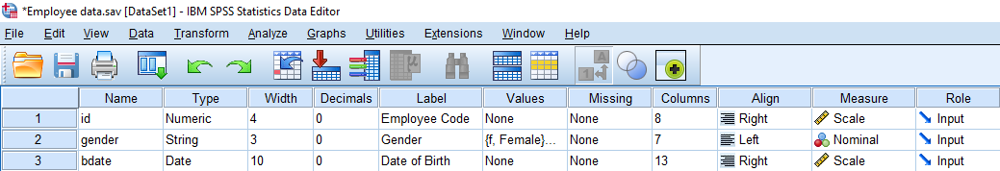 *Employee data.sav [DataSet1] - IBM SPSS Statistics Data Editor
File Edit View Data Transform Analyze Graphs Utilities Extensions Window Help
Name Type Width Decimals Label Values Missing Columns Align Measure Role
1 id Numeric 4 0 Employee Code None None 8 Right Scale Input
2 gender String 3 0 Gender {f, Female}... None 7 Left Nominal Input
3 bdate Date 10 0 Date of Birth None None 13 Right Scale Input